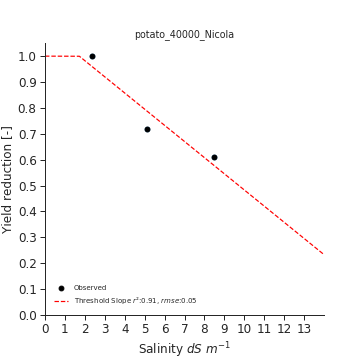 potato_40000_Nicola
Yield reduction [-]
1.0
0.9
0.8
0.7
0.6
0.5
0.4
0.3
0.2
0.1
0.0
Observed
Threshold Slope r²:0.91, rmse:0.05
0 1 2 3 4 5 6 7 8 9 10 11 12 13
Salinity dS m⁻¹